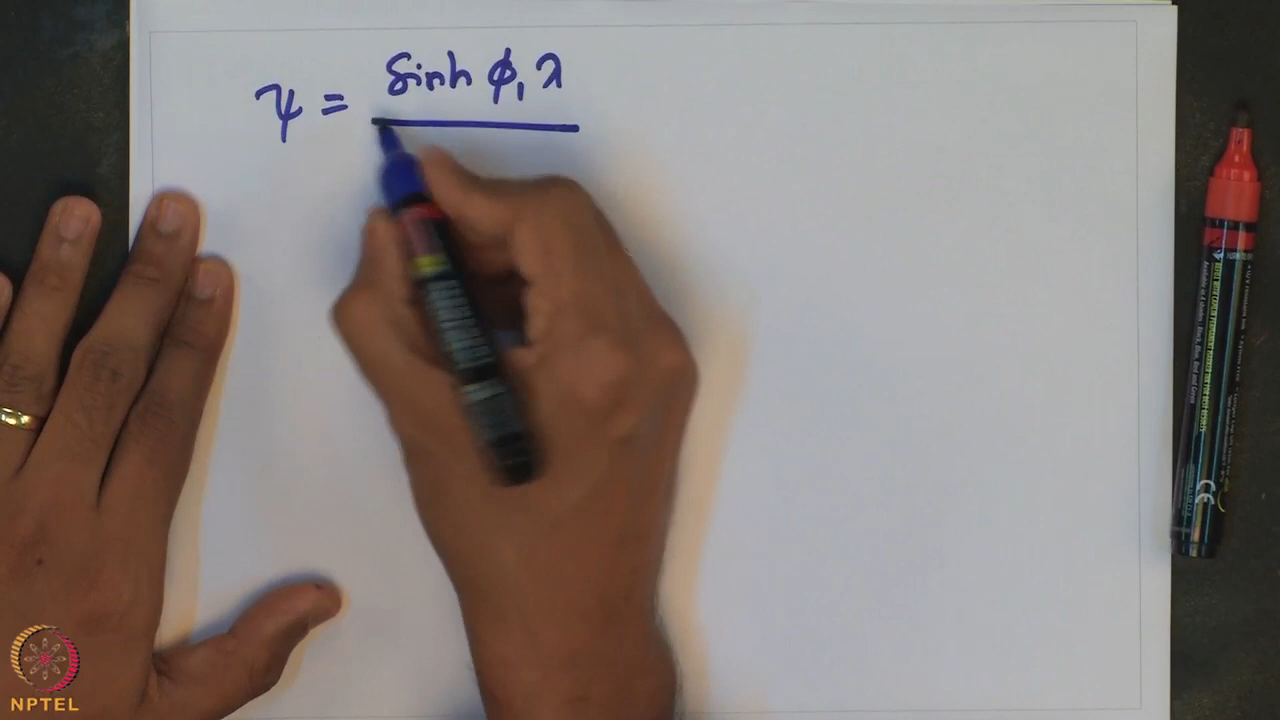 ψ = sinh φ₁ λ
NPTEL